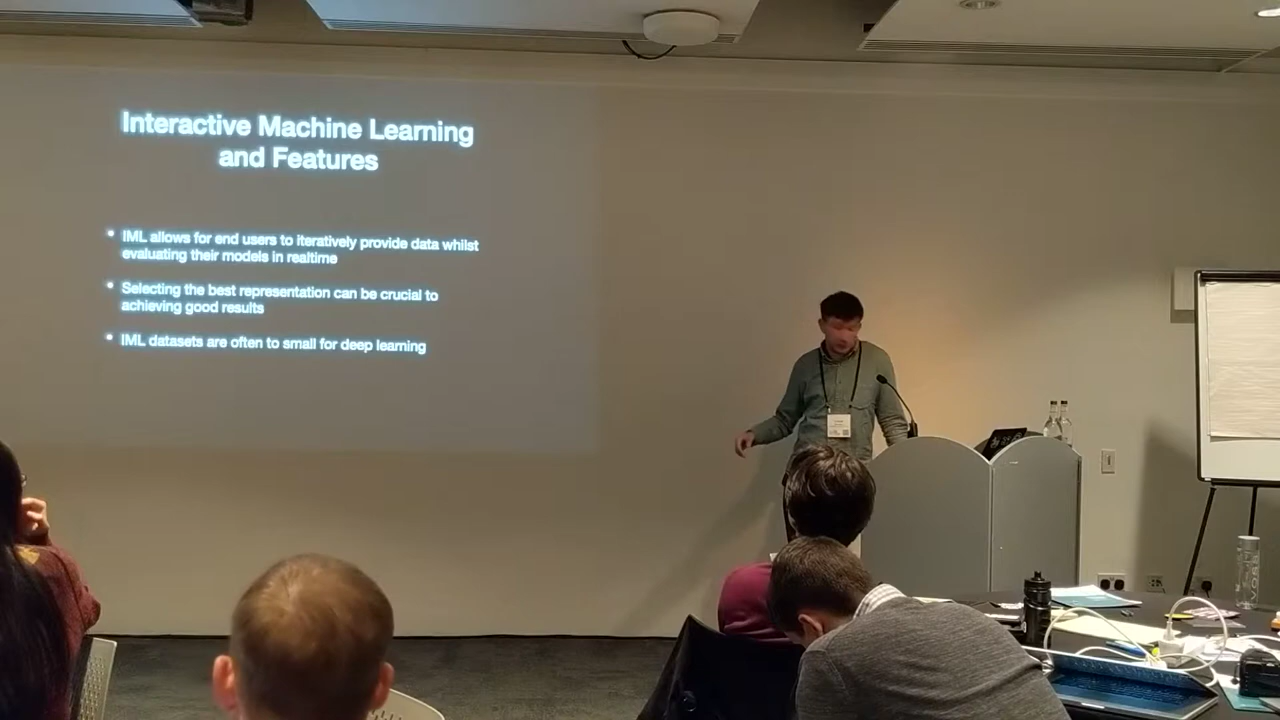 Interactive Machine Learning
and Features
• IML allows for end users to iteratively provide data whilst
evaluating their models in realtime
• Selecting the best representation can be crucial to
achieving good results
• IML datasets are often to small for deep learning